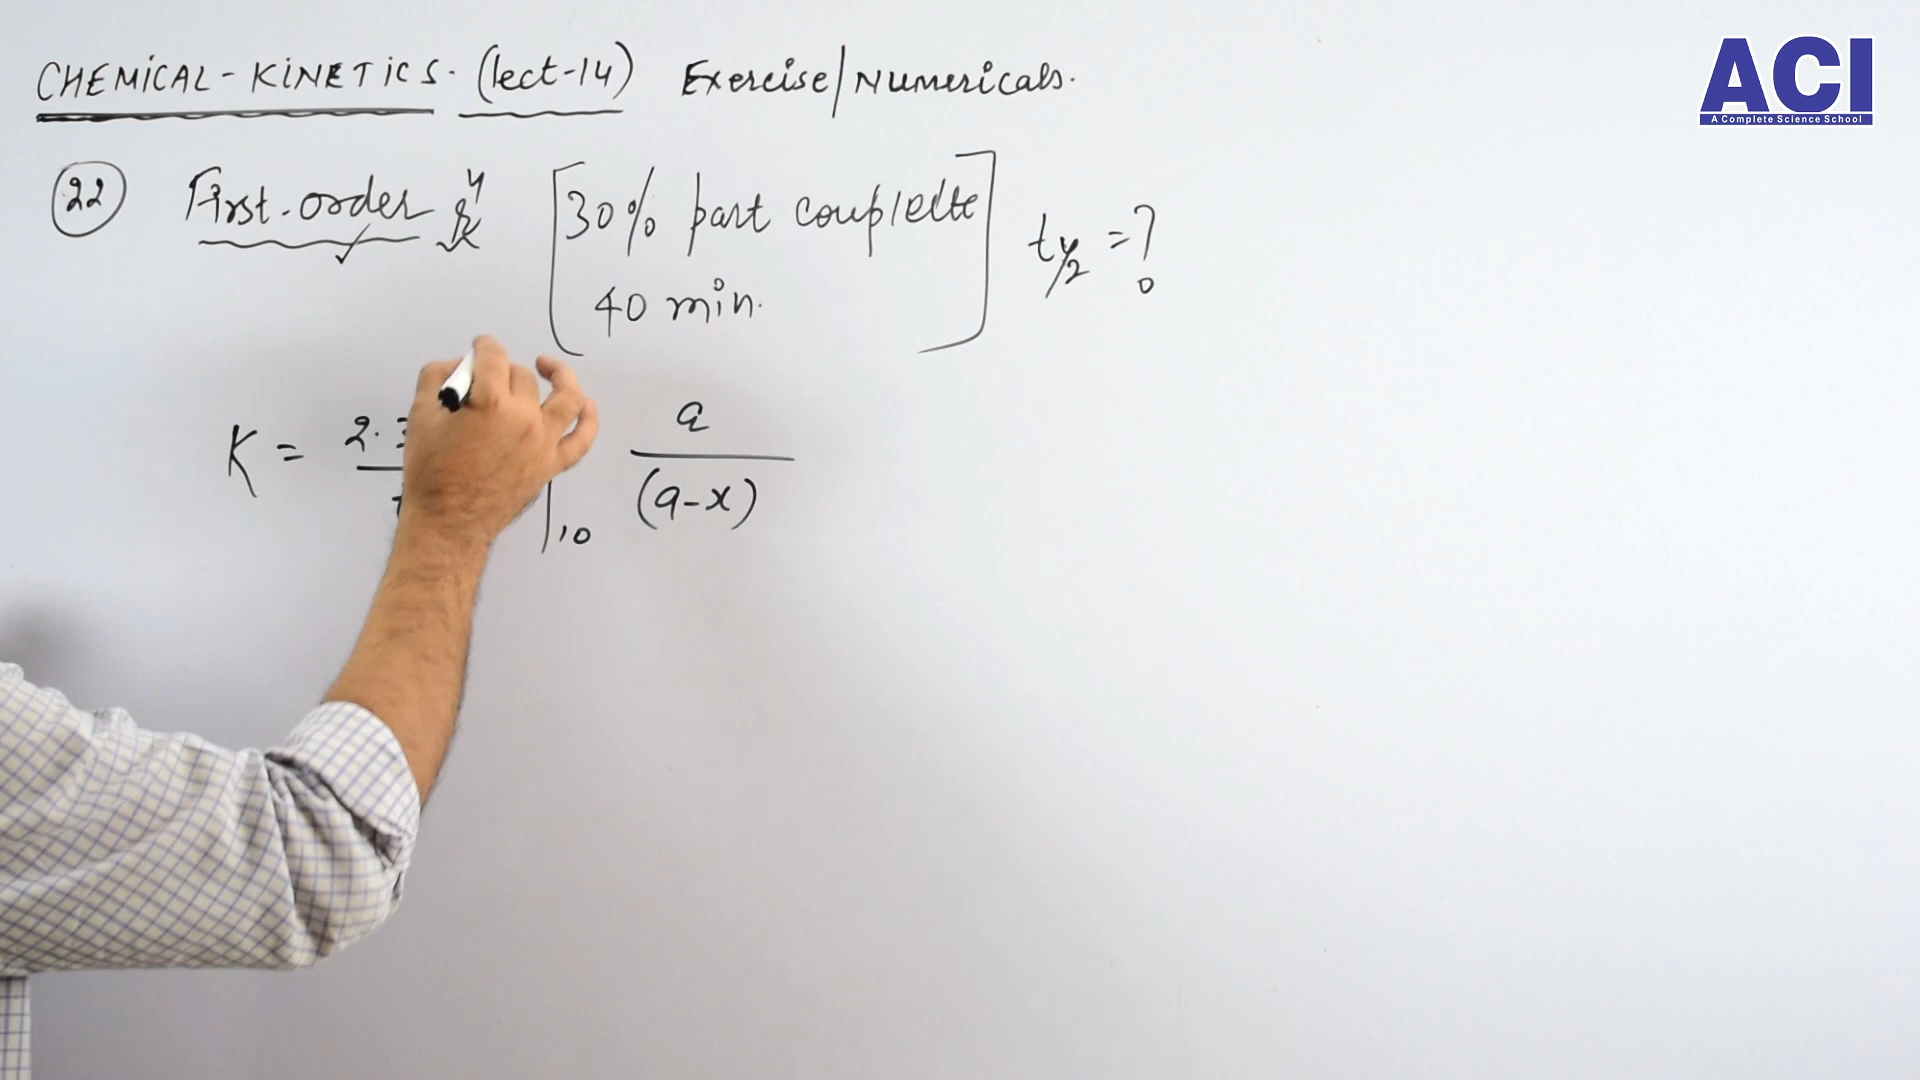 CHEMICAL-KINETICS. (lect-14) Exercise/Numericals.
ACI
A Complete Science School
22 First-order [30% part complete t1/2 = ?
40 min.]
K = 2.3 10 a
(a-x)